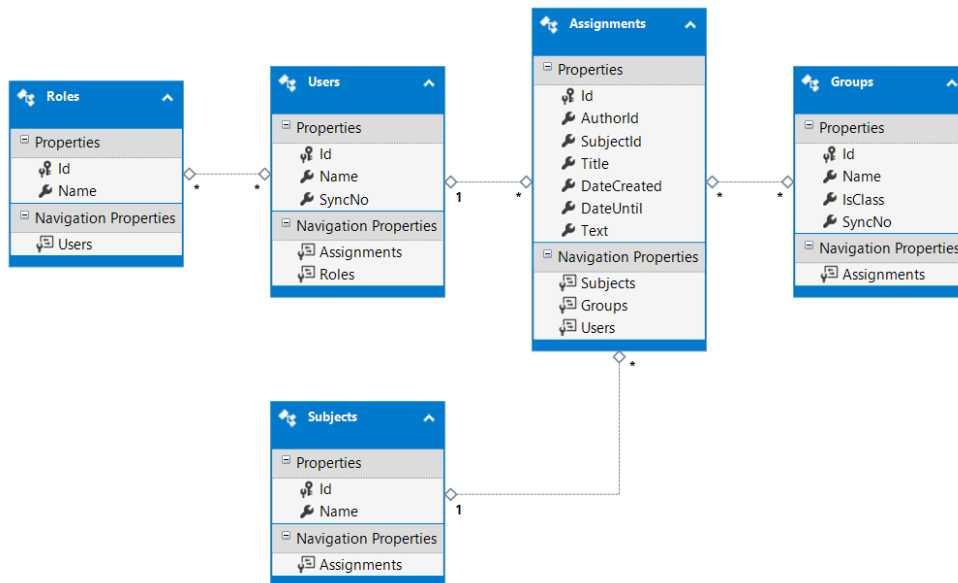 Roles
Properties
Id
Name
Navigation Properties
Users
*
*
Users
Properties
Id
Name
SyncNo
Navigation Properties
Assignments
Roles
1
*
Assignments
Properties
Id
AuthorId
SubjectId
Title
DateCreated
DateUntil
Text
Navigation Properties
Subjects
Groups
Users
*
*
*
Groups
Properties
Id
Name
IsClass
SyncNo
Navigation Properties
Assignments
Subjects
Properties
Id
Name
Navigation Properties
Assignments
1